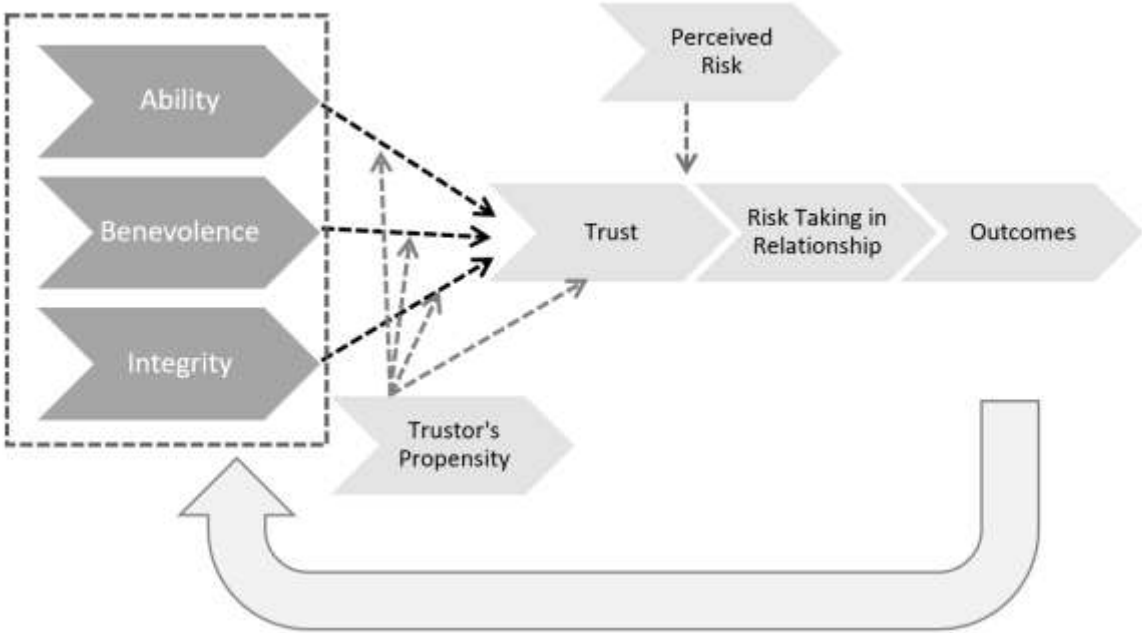 Ability
Benevolence
Integrity
Perceived
Risk
Trust
Risk Taking in
Relationship
Outcomes
Trustor's
Propensity